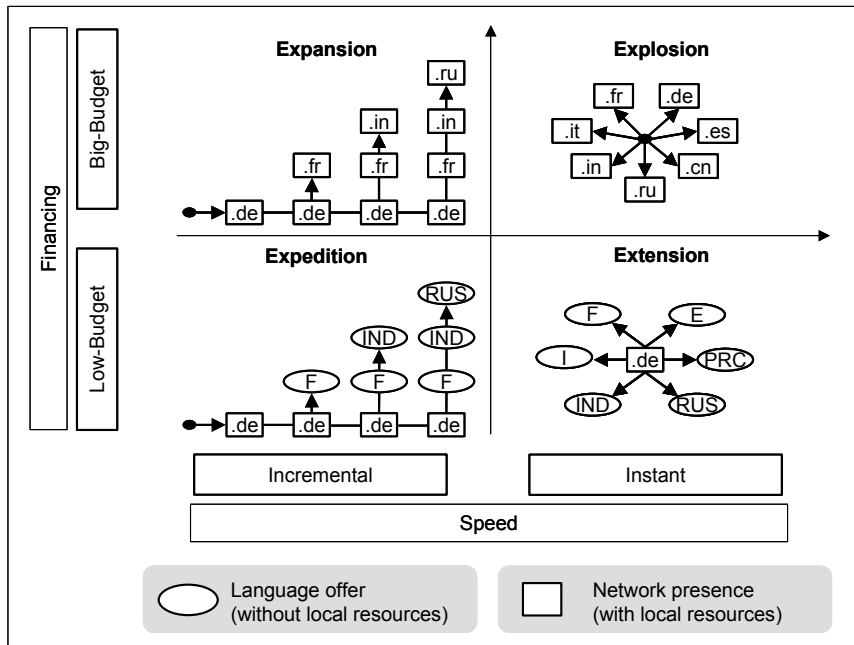 Financing
Big-Budget
Low-Budget
Expansion
.ru
.in .in
.fr .fr .fr
.de .de .de .de
Explosion
.fr .de
.it .es
.in .cn
.ru
Expedition
RUS
IND IND
F F F
.de .de .de .de
Extension
F E
I .de PRC
IND RUS
Incremental Instant
Speed
Language offer
(without local resources)
Network presence
(with local resources)